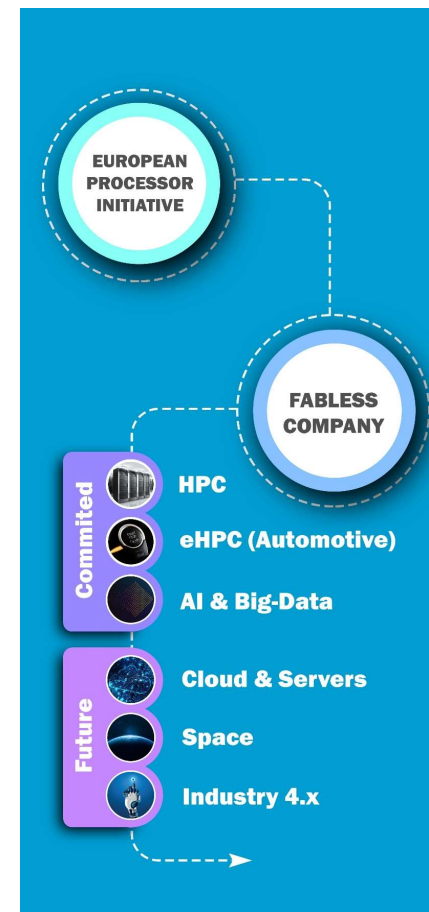 EUROPEAN
PROCESSOR
INITIATIVE
FABLESS
COMPANY
Commited
HPC
eHPC (Automotive)
AI & Big-Data
Future
Cloud & Servers
Space
Industry 4.x